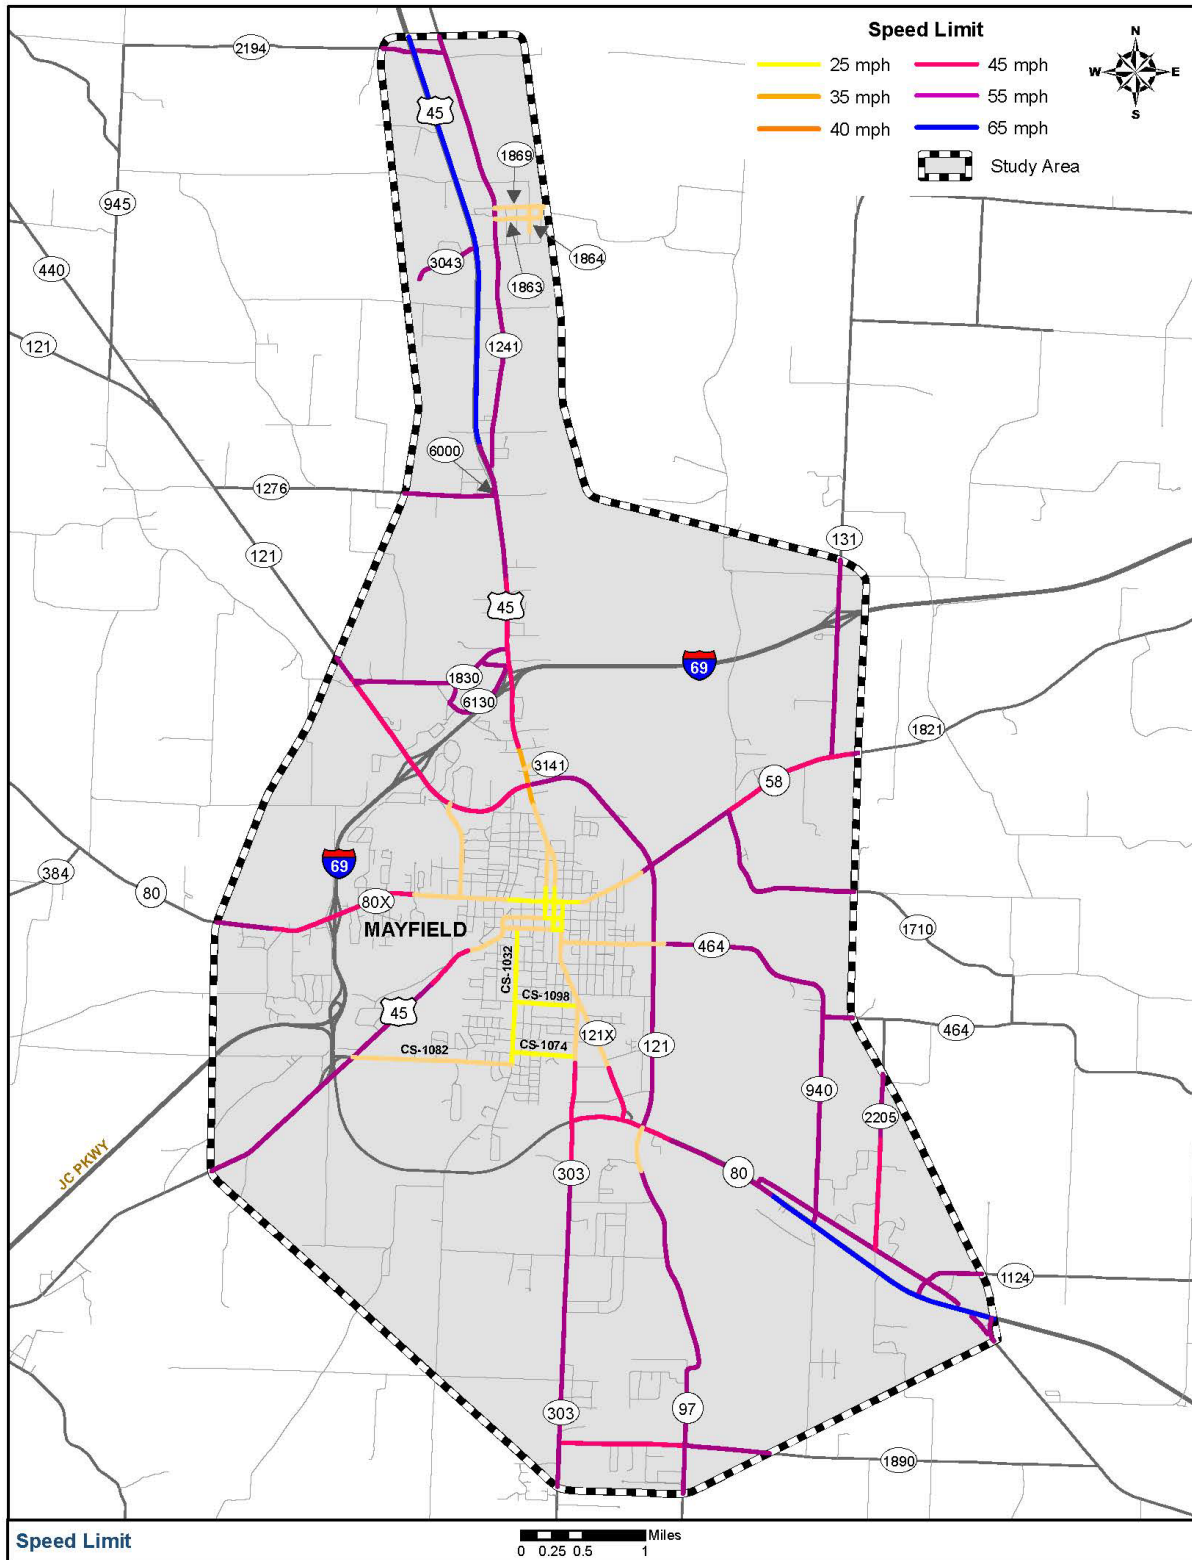 Speed Limit
25 mph
45 mph
35 mph
55 mph
40 mph
65 mph
Study Area
N
W
E
S
2194
45
1869
945
440
3043
1863
1864
121
1241
6000
1276
131
121
45
69
1830
6130
1821
3141
58
69
384
80
80X
MAYFIELD
1710
464
CS-1032
45
CS-1098
464
121X
121
CS-1082
CS-1074
940
2205
JC PKWY
303
80
1124
303
97
1890
Speed Limit
Miles
0 0.25 0.5 1